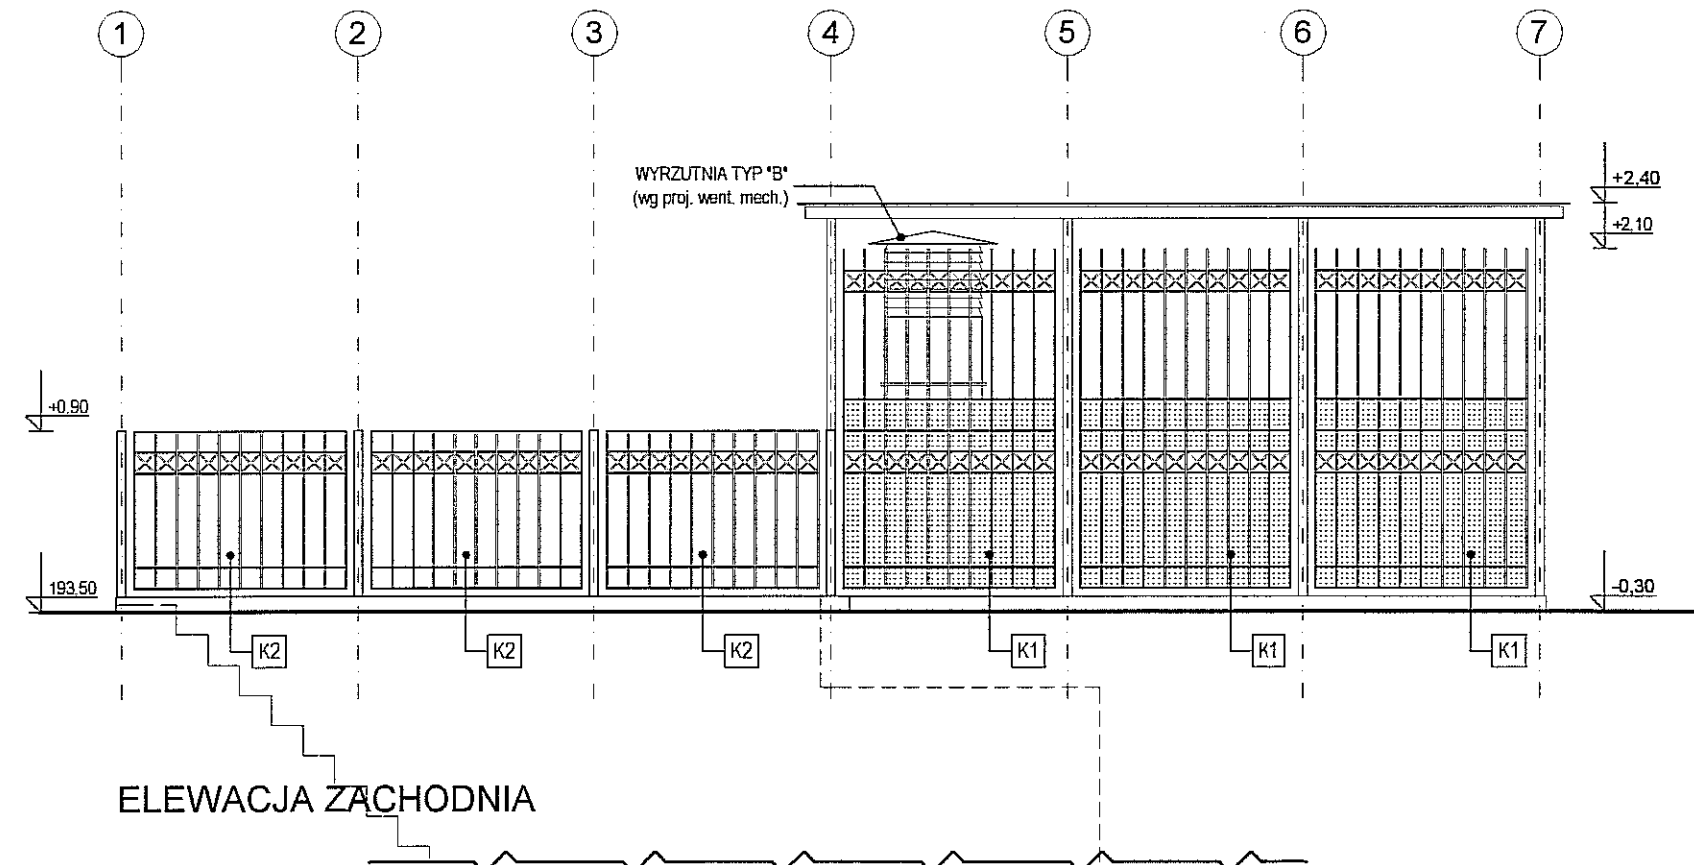 1 2 3 4 5 6 7
WYRZUTNIA TYP "B"
(wg proj. went. mech.)
+2,40
+2,10
+0,90
193,50
-0,30
K2 K2 K2 K1 K1 K1
ELEWACJA ZACHODNIA